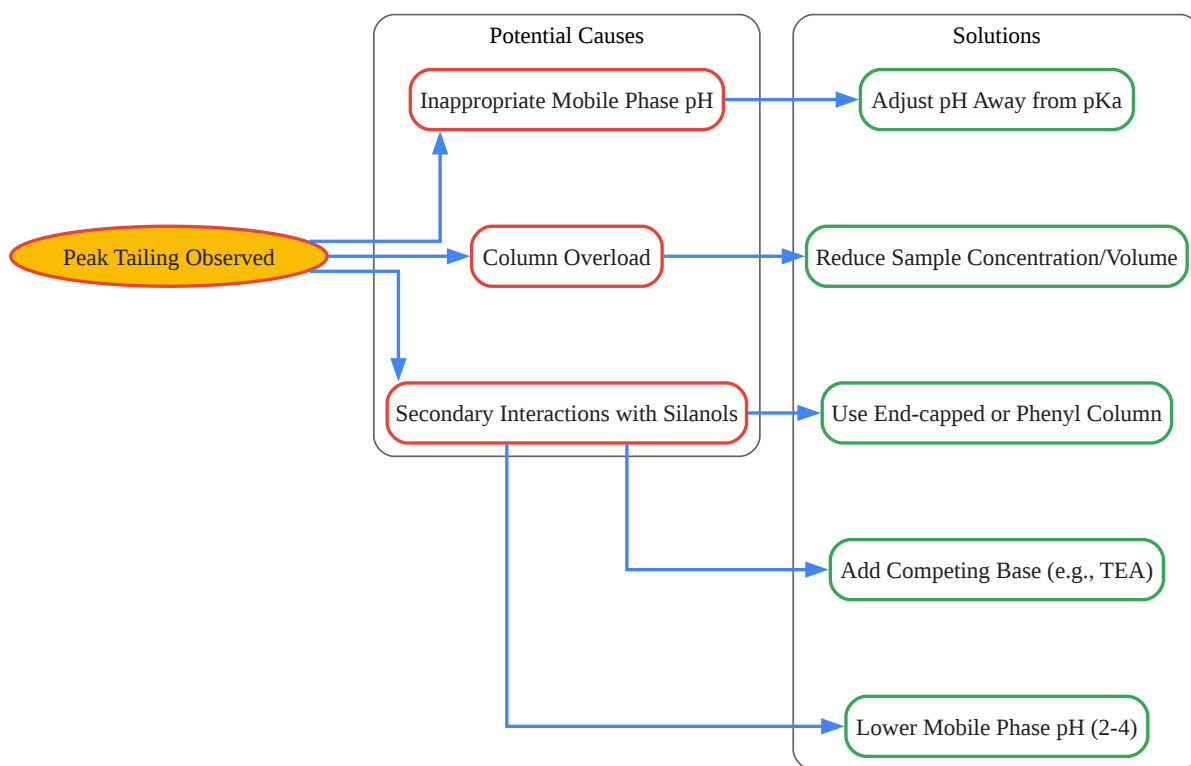 Potential Causes
Solutions
Inappropriate Mobile Phase pH
Adjust pH Away from pKa
Peak Tailing Observed
Column Overload
Reduce Sample Concentration/Volume
Secondary Interactions with Silanols
Use End-capped or Phenyl Column
Add Competing Base (e.g., TEA)
Lower Mobile Phase pH (2-4)